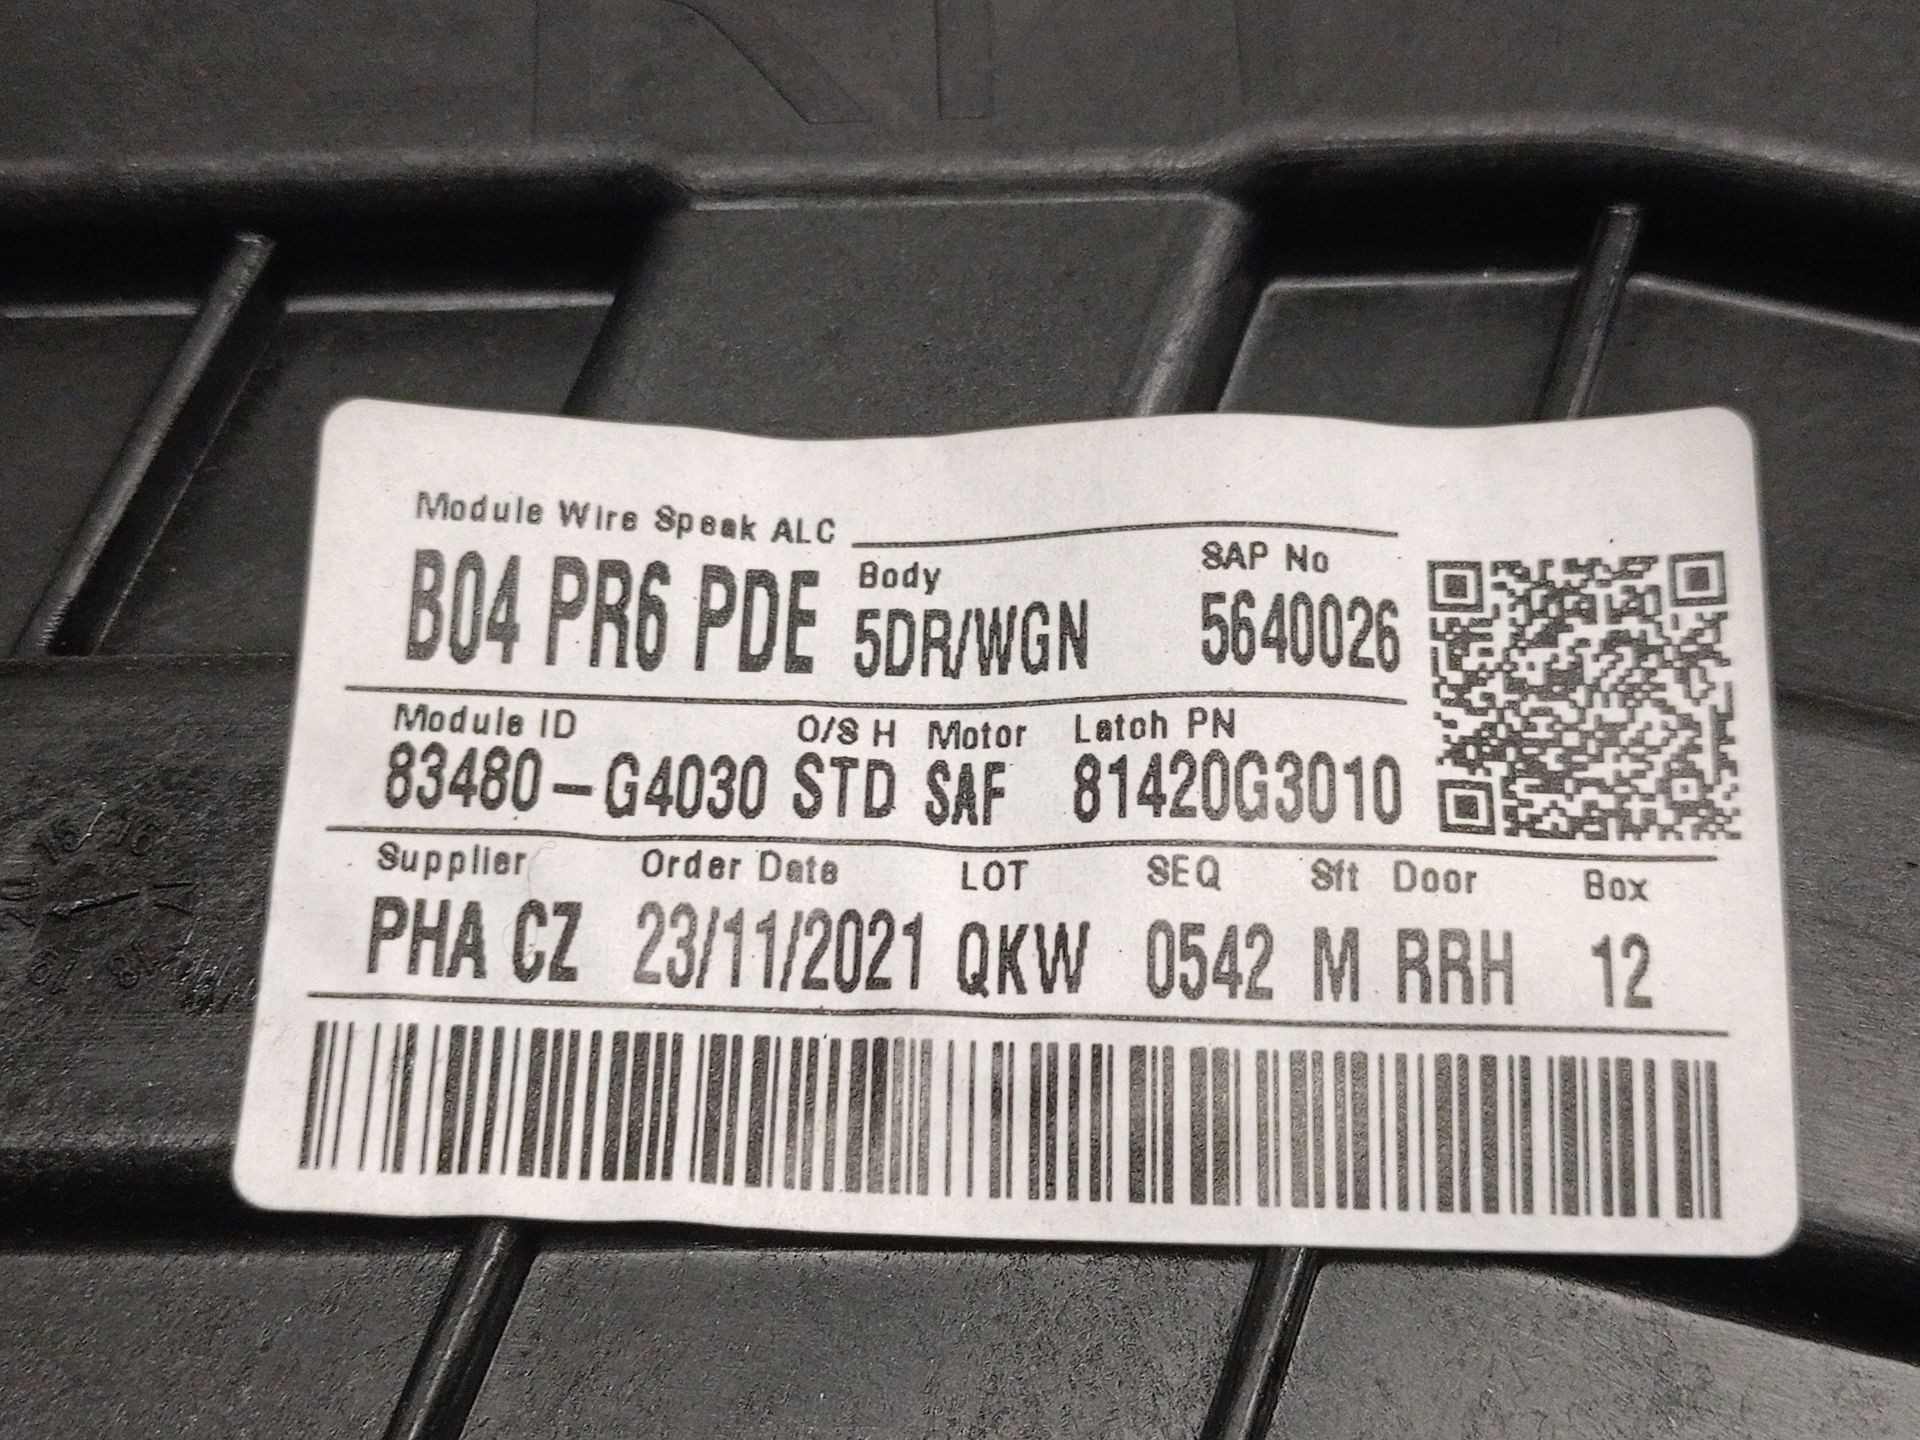 Module Wire Speak ALC
B04 PR6 PDE
Body
5DR/WGN
SAP No
5640026
Module ID O/S H Motor Latch PN
83480-G4030 STD SAF 81420G3010
Supplier Order Date LOT SEQ Sft Door Box
PHA CZ 23/11/2021 QKW 0542 M RRH 12